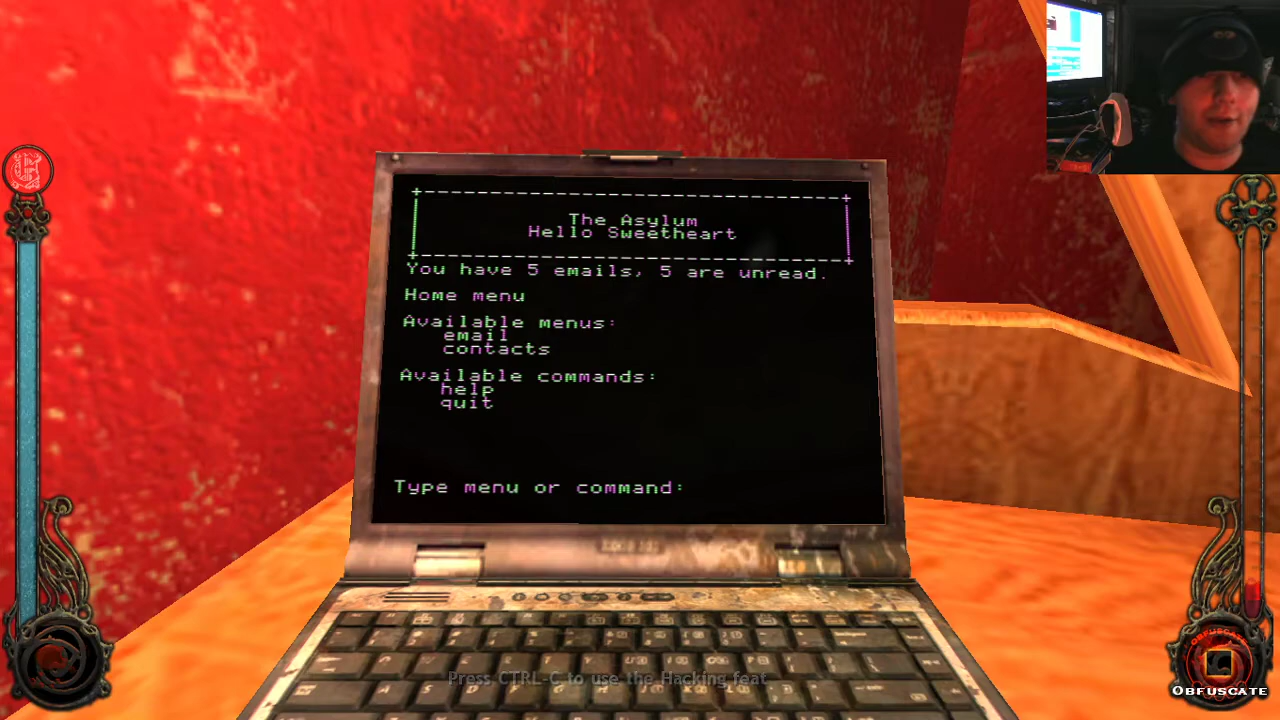 The Asylum
Hello Sweetheart
You have 5 emails, 5 are unread.
Home menu
Available menus:
email
contacts
Available commands:
help
quit
Type menu or command:
Press CTRL-C to use the Hacking feat
OBFUSCATE
OBFUSCATE